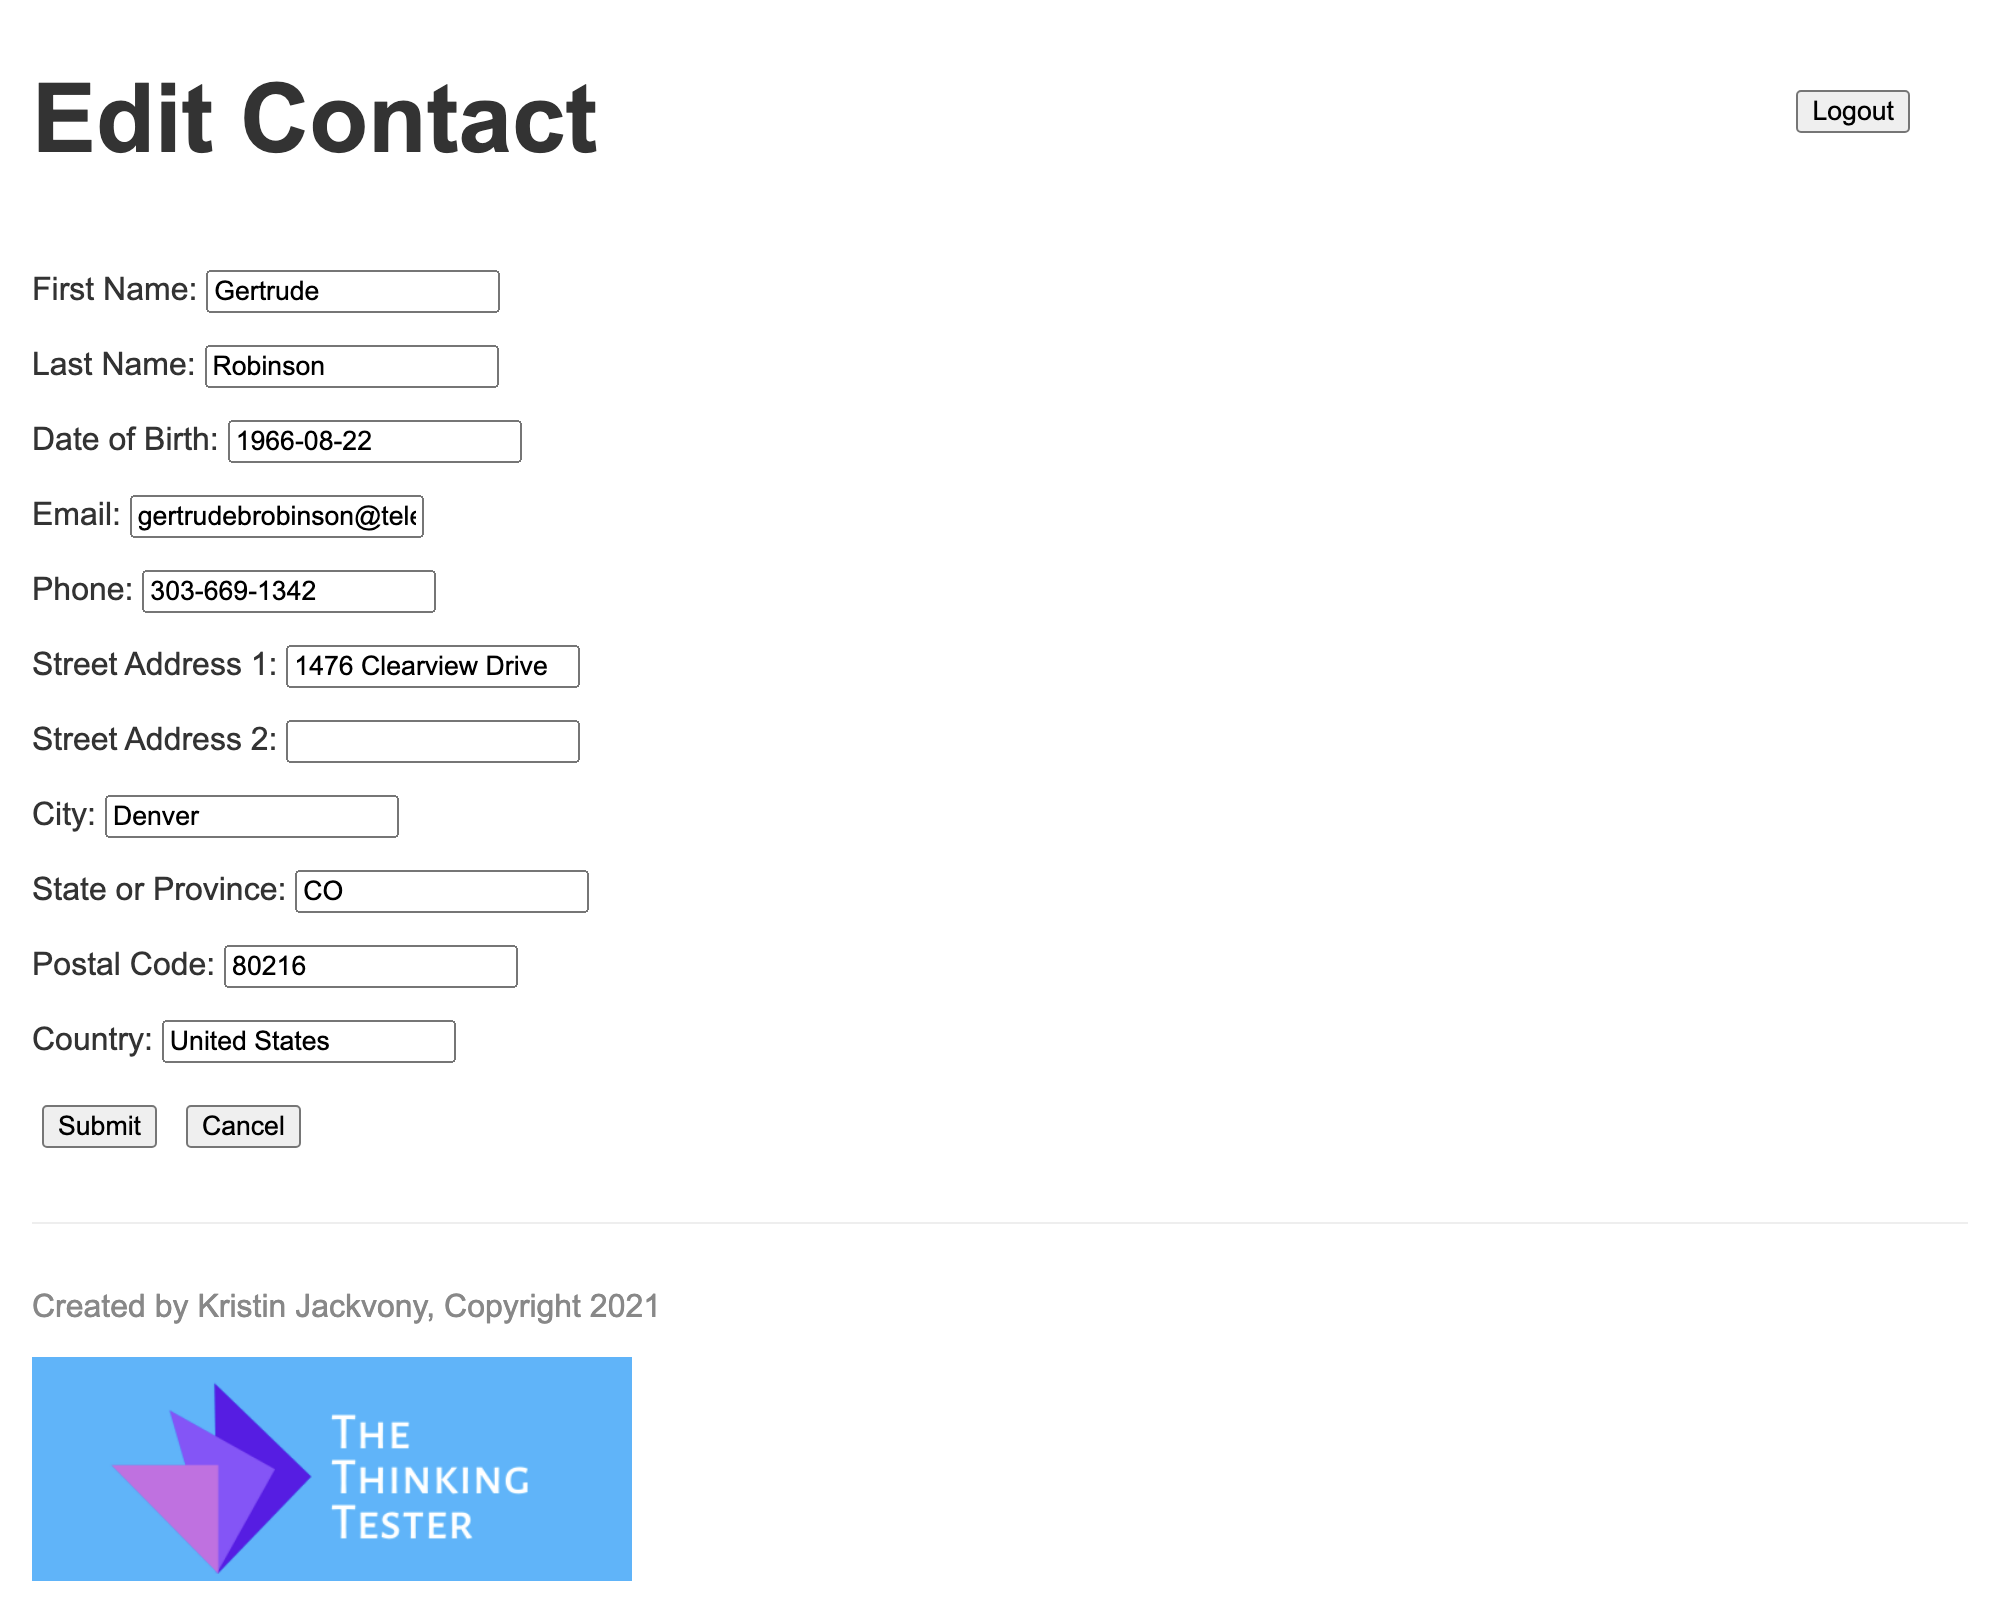 Edit Contact
Logout
First Name: Gertrude
Last Name: Robinson
Date of Birth: 1966-08-22
Email: gertrudebrobinson@tele
Phone: 303-669-1342
Street Address 1: 1476 Clearview Drive
Street Address 2:
City: Denver
State or Province: CO
Postal Code: 80216
Country: United States
Submit Cancel
Created by Kristin Jackvony, Copyright 2021
THE
THINKING
TESTER